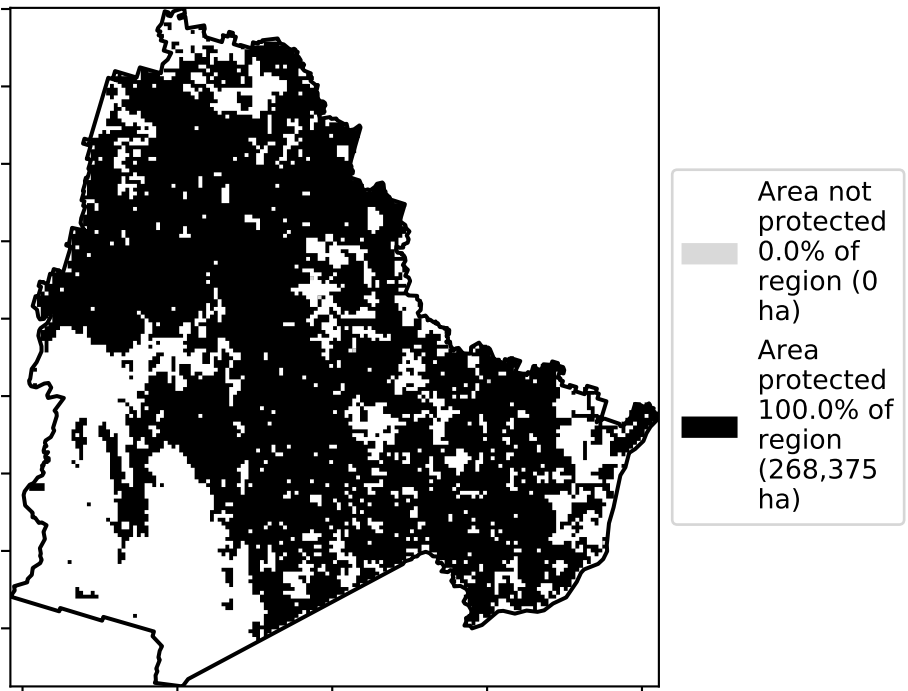 Area not
protected
0.0% of
region (0
ha)
Area
protected
100.0% of
region
(268,375
ha)